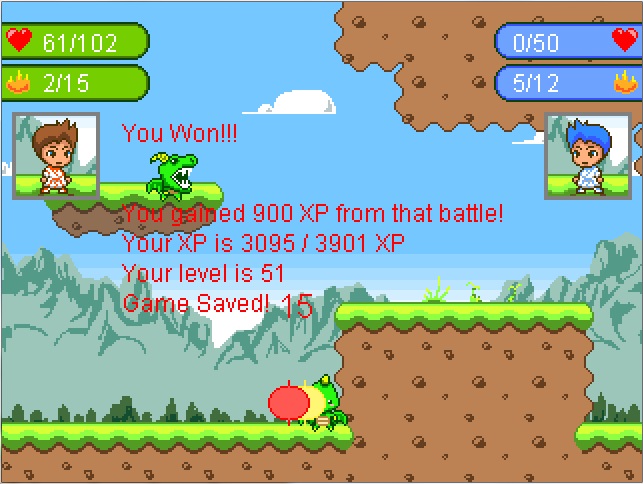 61/102
0/50
2/15
5/12
You Won!!!
You gained 900 XP from that battle!
Your XP is 3095 / 3901 XP
Your level is 51
Game Saved! 15